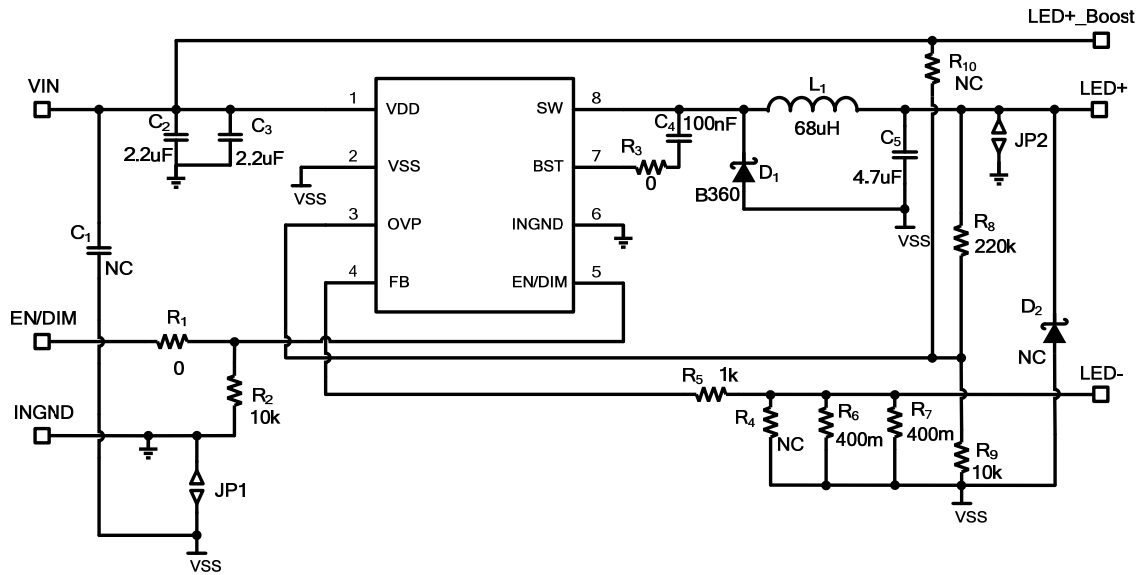 LED+_Boost
R10
NC
VIN
LED+
C2
2.2uF
C3
2.2uF
1
VDD
SW
8
C4
100nF
L1
68uH
C5
4.7uF
JP2
2
VSS
VSS
BST
7
R3
0
D1
B360
VSS
3
OVP
INGND
6
R8
220k
C1
NC
4
FB
EN/DIM
5
EN/DIM
R1
0
D2
NC
R2
10k
R5
1k
LED-
INGND
R4
NC
R6
400m
R7
400m
R9
10k
JP1
VSS
VSS